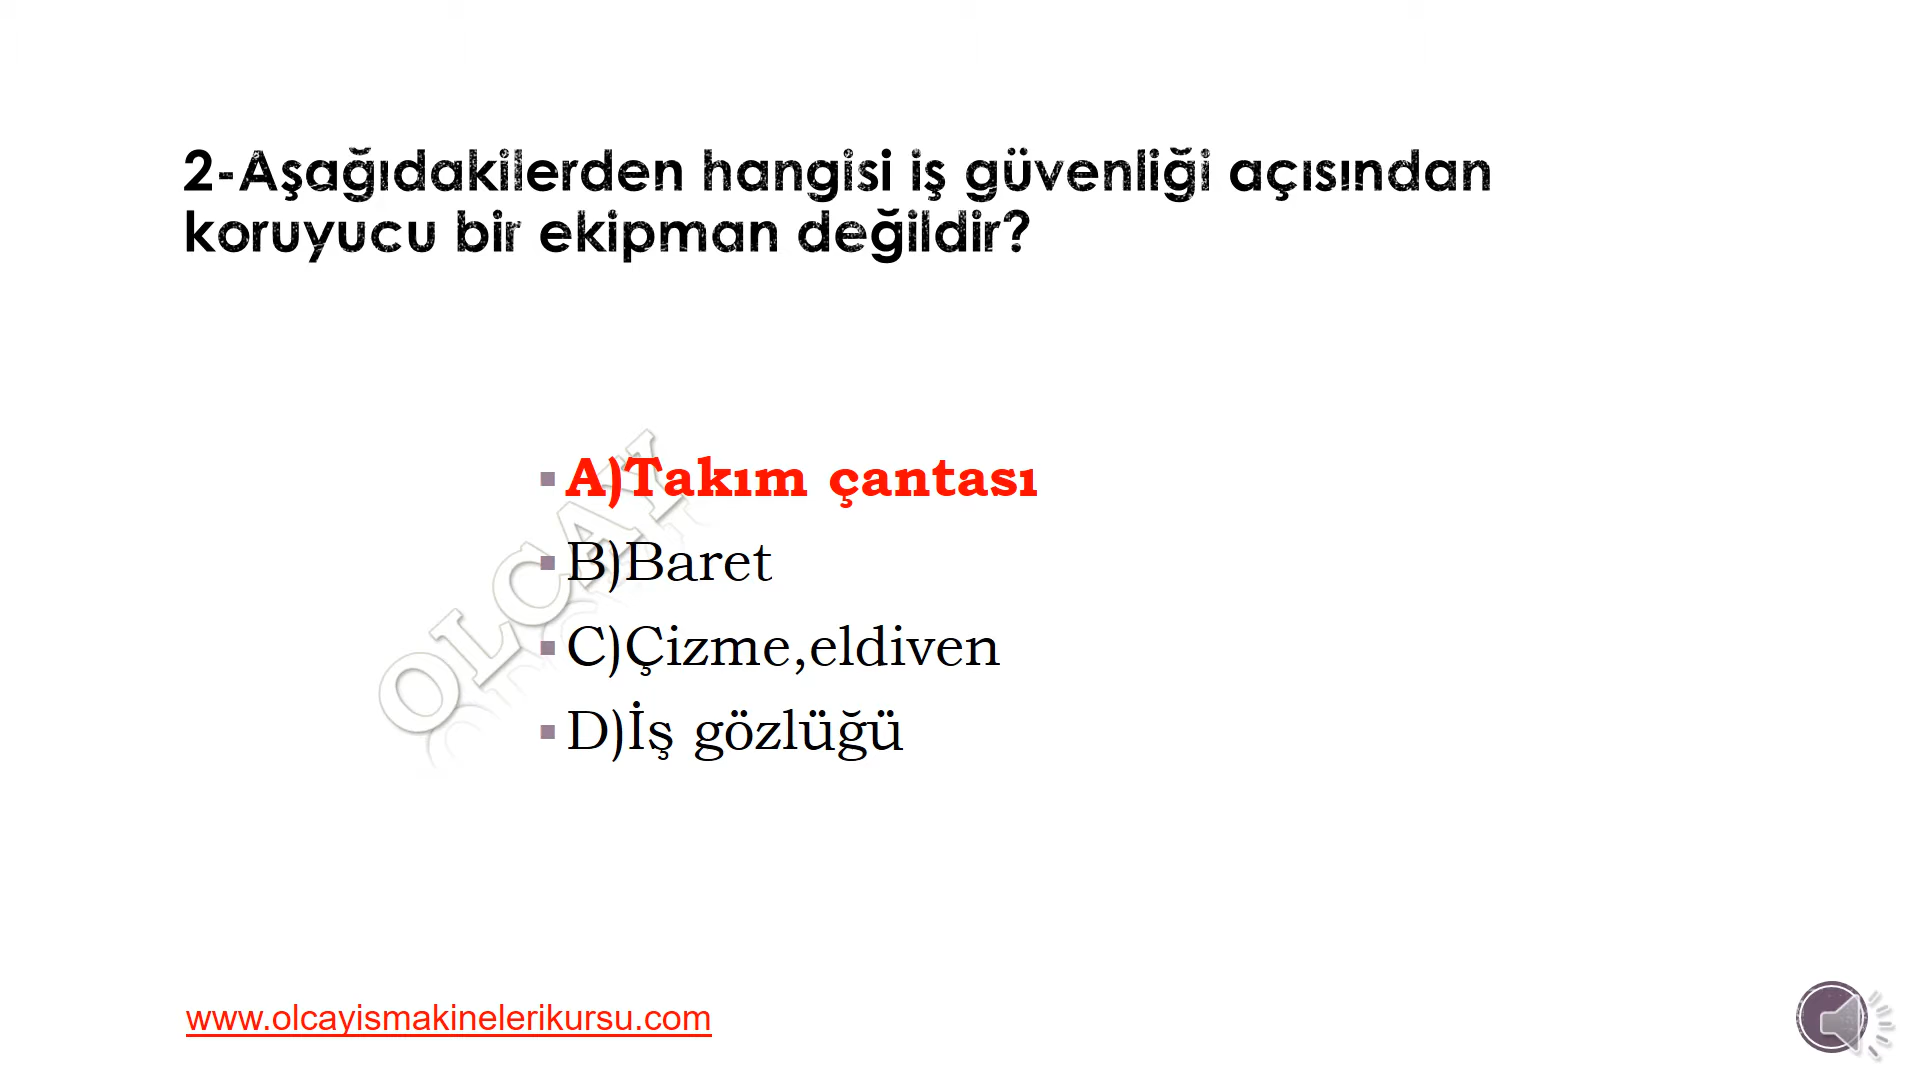 2-Aşağıdakilerden hangisi iş güvenliği açısından
koruyucu bir ekipman değildir?
A)Takım çantası
B)Baret
C)Çizme,eldiven
D)İş gözlüğü
OLCAY
www.olcayismakinelerikursu.com